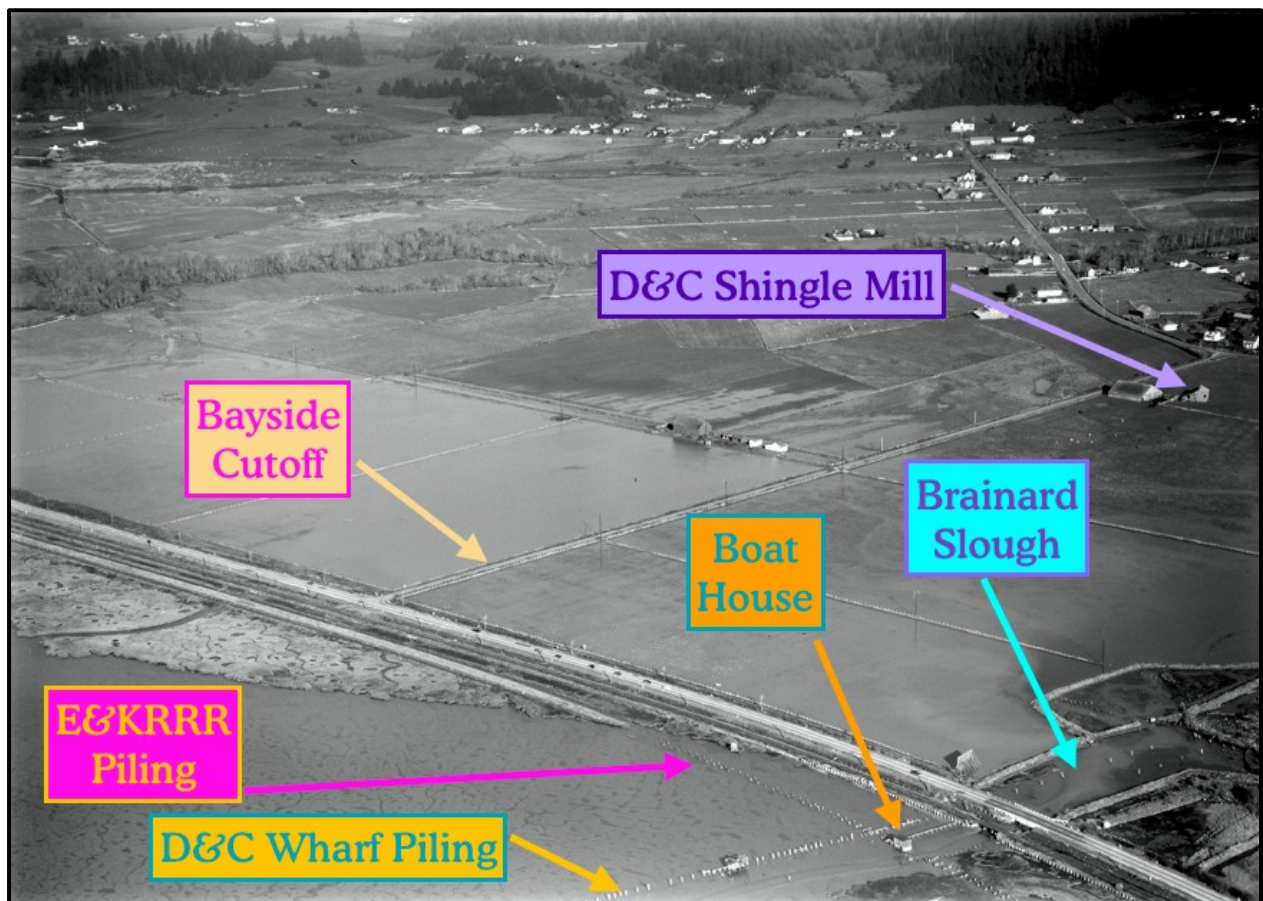 D&C Shingle Mill
Bayside
Cutoff
Brainard
Slough
Boat
House
E&KRRR
Piling
D&C Wharf Piling